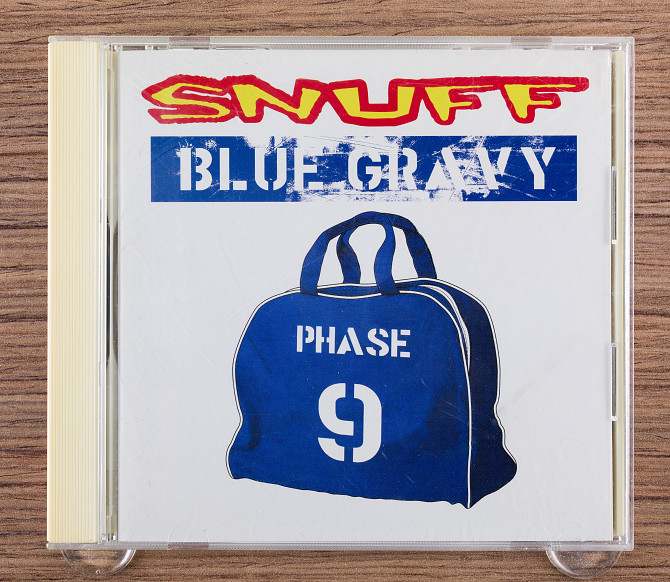 SNUFF
BLUE GRAVY
PHASE
9